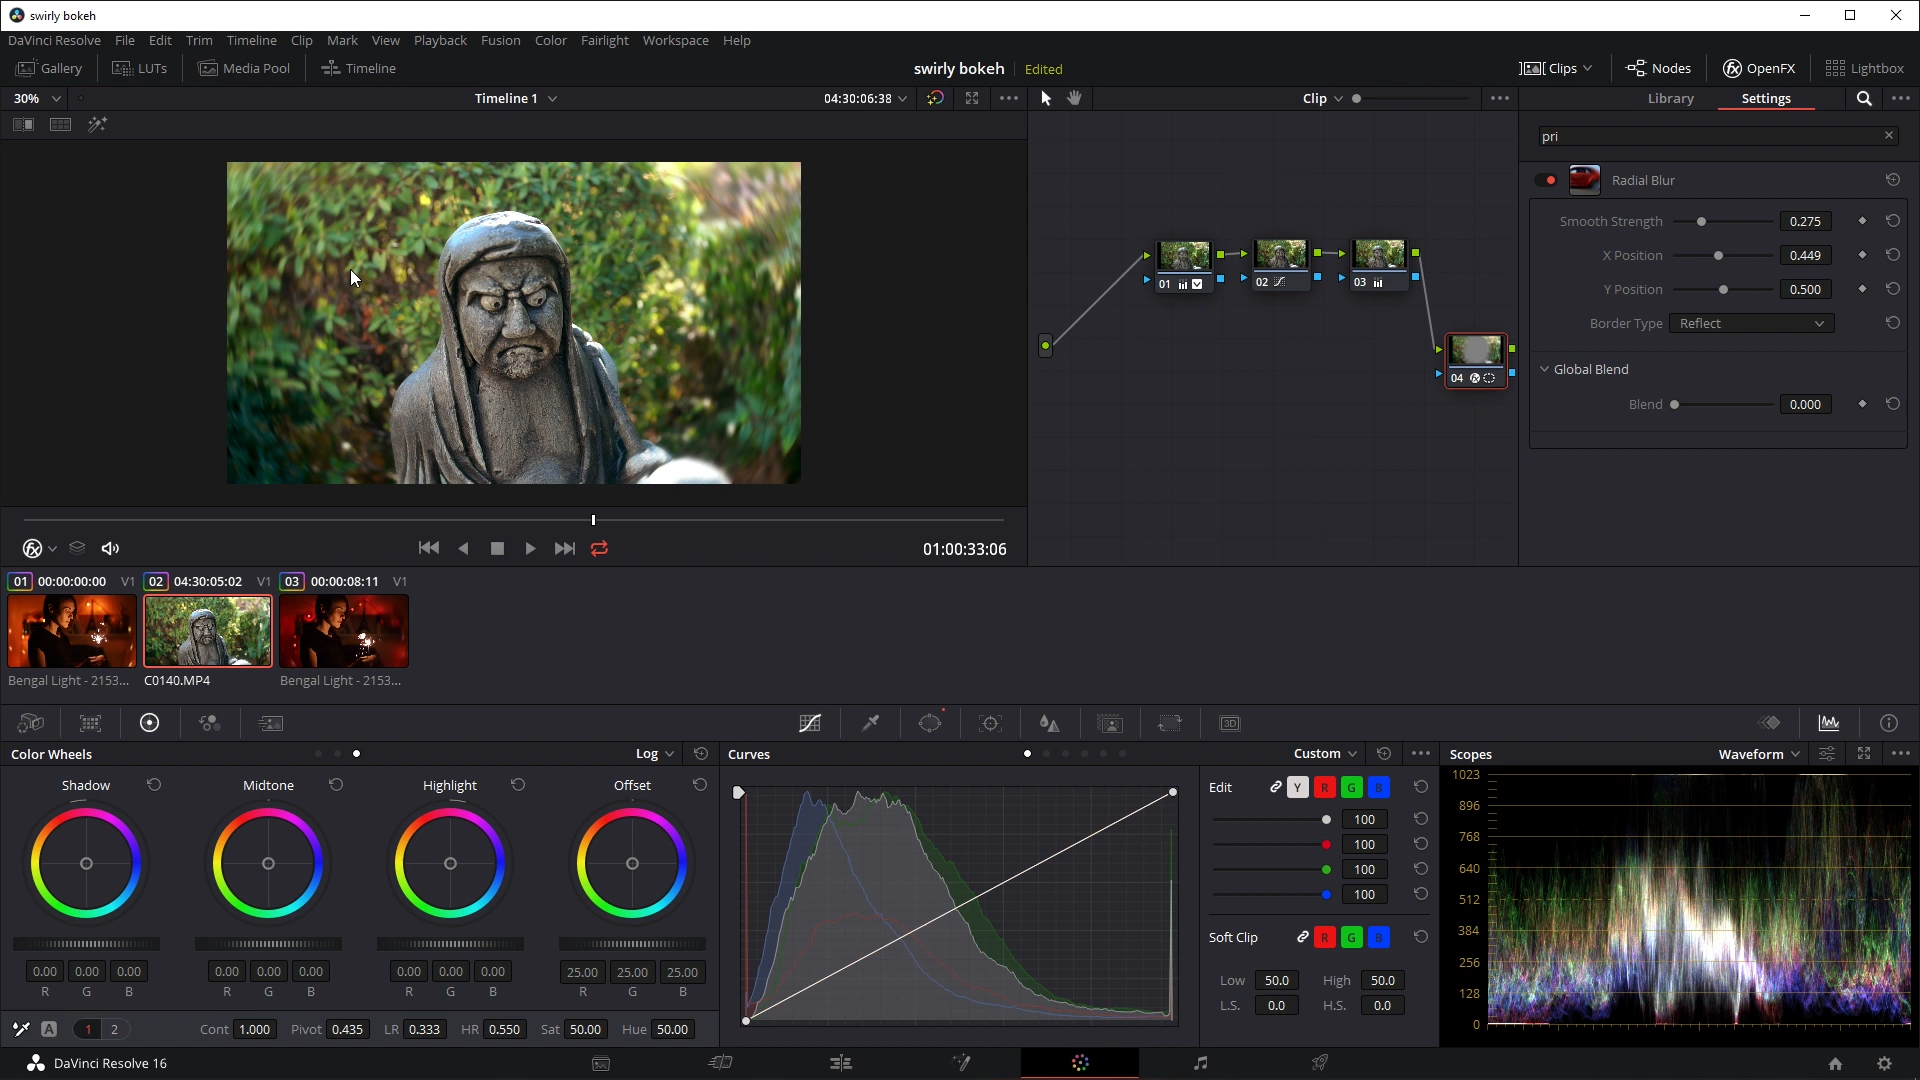 swirly bokeh
DaVinci Resolve File Edit Trim Timeline Clip Mark View Playback Fusion Color Fairlight Workspace Help
Gallery LUTs Media Pool Timeline swirly bokeh Edited Clips Nodes fx OpenFX Lightbox
30% Timeline 1 04:30:06:38 Clip Library Settings
pri
Radial Blur
Smooth Strength 0.275
X Position 0.449
Y Position 0.500
Border Type Reflect
Global Blend
Blend 0.000
01 02 03
04
01:00:33:06
01 00:00:00:00 V1 02 04:30:05:02 V1 03 00:00:08:11 V1
Bengal Light - 2153... C0140.MP4 Bengal Light - 2153...
3D
Color Wheels Log Curves Custom Scopes Waveform
Shadow Midtone Highlight Offset
0.00 0.00 0.00 0.00 0.00 0.00 0.00 0.00 0.00 25.00 25.00 25.00
R G B R G B R G B R G B
A 1 2 Cont 1.000 Pivot 0.435 LR 0.333 HR 0.550 Sat 50.00 Hue 50.00
Edit Y R G B
100
100
100
100
Soft Clip R G B
Low 50.0 High 50.0
L.S. 0.0 H.S. 0.0
1023
896
768
640
512
384
256
128
0
DaVinci Resolve 16